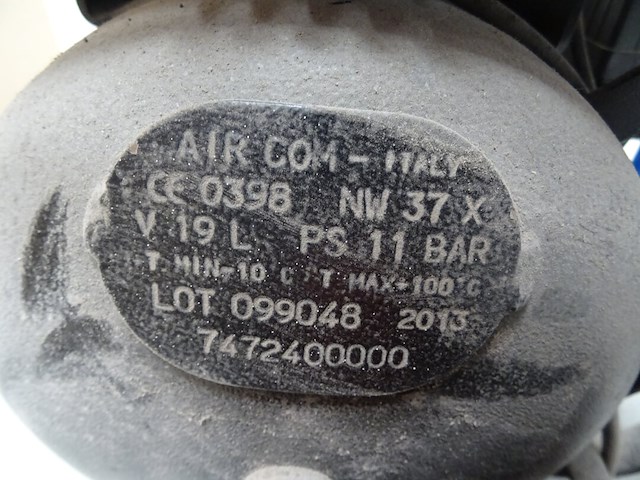 AIR COM - ITALY
CE 0398 NW 37 X
V 19 L PS 11 BAR
T MIN-10 C T MAX+100°C
LOT 099048 2013
7472400000